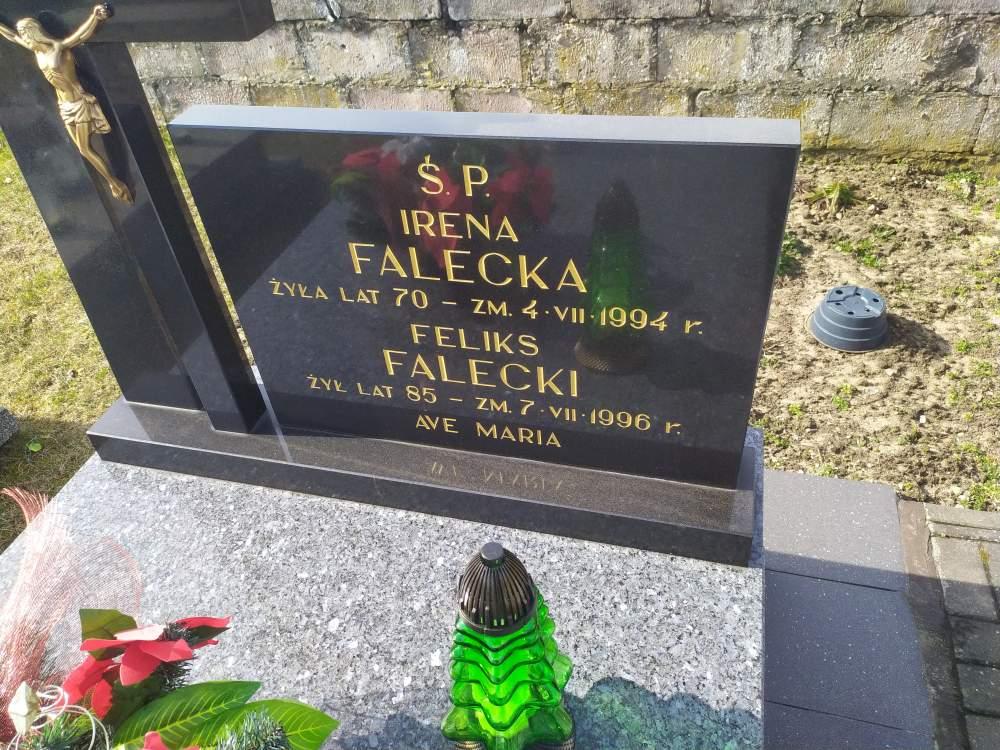 Ś. P.
IRENA
FALECKA
ŻYŁA LAT 70 - ZM. 4·VII·1994 r.
FELIKS
FALECKI
ŻYŁ LAT 85 - ZM. 7·VII·1996 r.
AVE MARIA